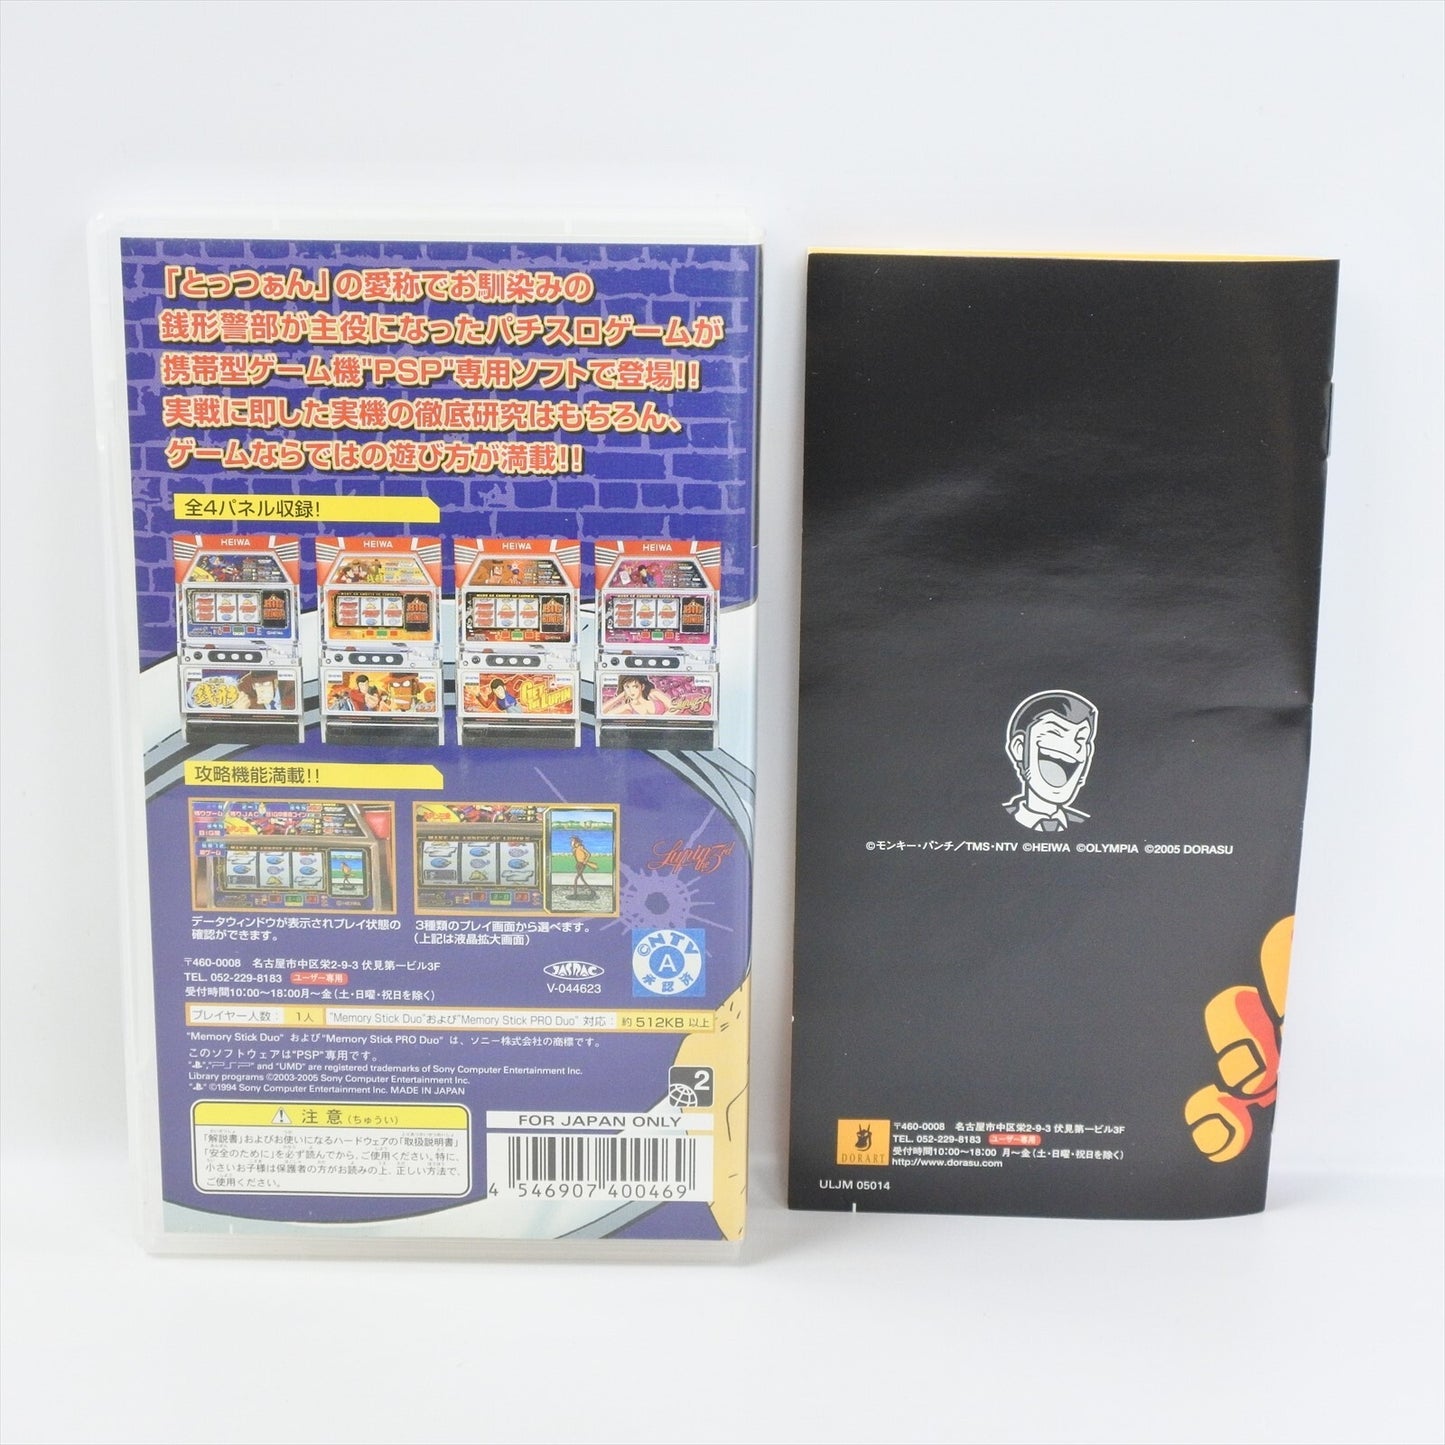 「とっつぁん」の愛称でお馴染みの
銭形警部が主役になったパチスロゲームが
携帯型ゲーム機"PSP"専用ソフトで登場!!
実戦に即した実機の徹底研究はもちろん、
ゲームならではの遊び方が満載!!
全4パネル収録!
HEIWA HEIWA HEIWA HEIWA
銭形
GET LUPIN
攻略機能満載!!
Lupin the 3rd
データウィンドウが表示されプレイ状態の
確認ができます。
3種類のプレイ画面から選べます。
(上記は液晶拡大画面)
〒460-0008 名古屋市中区栄2-9-3 伏見第一ビル3F
TEL. 052-229-8183 ユーザー専用
受付時間10:00〜18:00月〜金(土・日曜・祝日を除く)
JASRAC
V-044623
©NTV
A
承認済
プレイヤー人数: 1人 "Memory Stick Duo"および"Memory Stick PRO Duo" 対応: 約512KB 以上
"Memory Stick Duo" および"Memory Stick PRO Duo" は、ソニー株式会社の商標です。
このソフトウェアは"PSP"専用です。
" ","PSP" and "UMD" are registered trademarks of Sony Computer Entertainment Inc.
Library programs ©2003-2005 Sony Computer Entertainment Inc.
" " ©1994 Sony Computer Entertainment Inc. MADE IN JAPAN
2
注意(ちゅうい)
「解説書」およびお使いになるハードウェアの「取扱説明書」
「安全のために」を必ず読んでから、ご使用ください。特に、
小さいお子様は保護者の方がお読みの上、正しい方法で、
ご使用ください。
FOR JAPAN ONLY
4 546907 400469
©モンキー・パンチ/TMS・NTV ©HEIWA ©OLYMPIA ©2005 DORASU
DORART
〒460-0008 名古屋市中区栄2-9-3 伏見第一ビル3F
TEL. 052-229-8183 ユーザー専用
受付時間10:00〜18:00 月〜金(土・日曜・祝日を除く)
http://www.dorasu.com
ULJM 05014